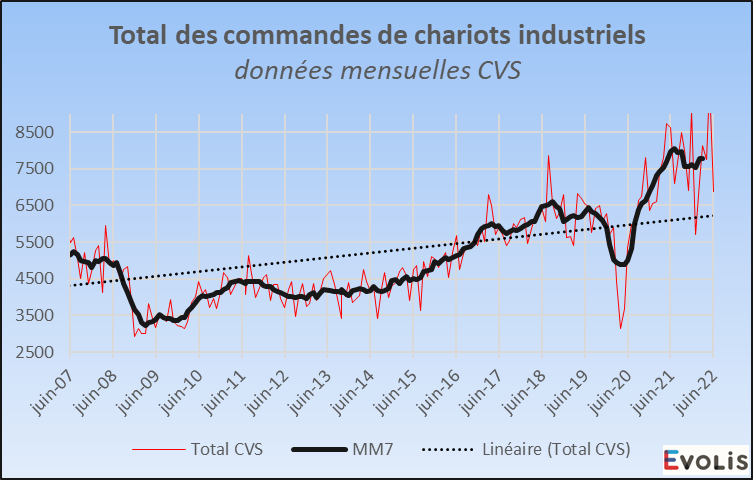 Total des commandes de chariots industriels
données mensuelles CVS
8500
7500
6500
5500
4500
3500
2500
juin-07
juin-08
juin-09
juin-10
juin-11
juin-12
juin-13
juin-14
juin-15
juin-16
juin-17
juin-18
juin-19
juin-20
juin-21
juin-22
Total CVS
MM7
Linéaire (Total CVS)
EVOLIS